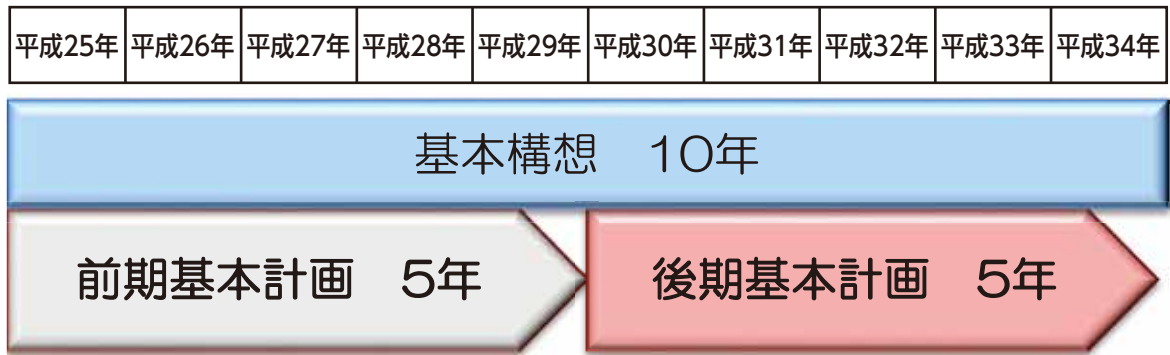 平成25年 平成26年 平成27年 平成28年 平成29年 平成30年 平成31年 平成32年 平成33年 平成34年
基本構想　10年
前期基本計画　5年 後期基本計画　5年